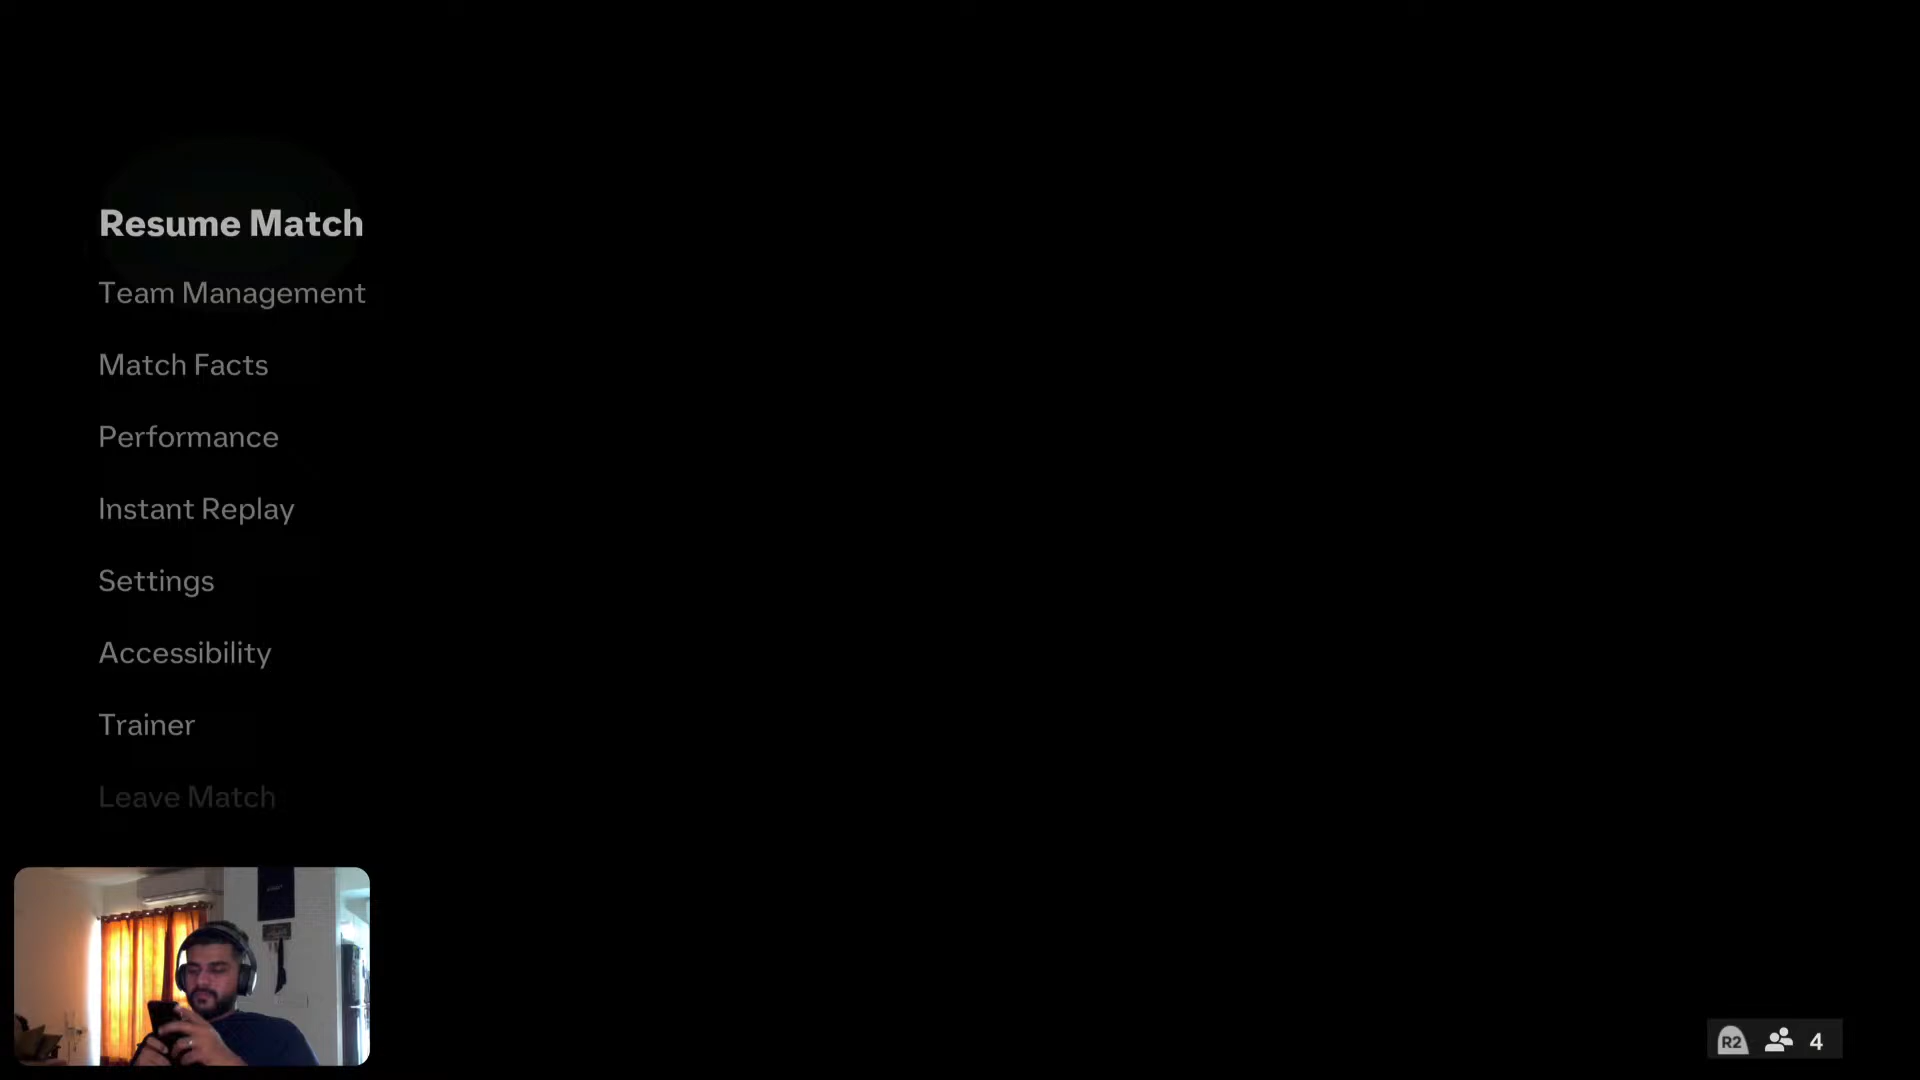 Resume Match
Team Management
Match Facts
Performance
Instant Replay
Settings
Accessibility
Trainer
Leave Match
R2 4